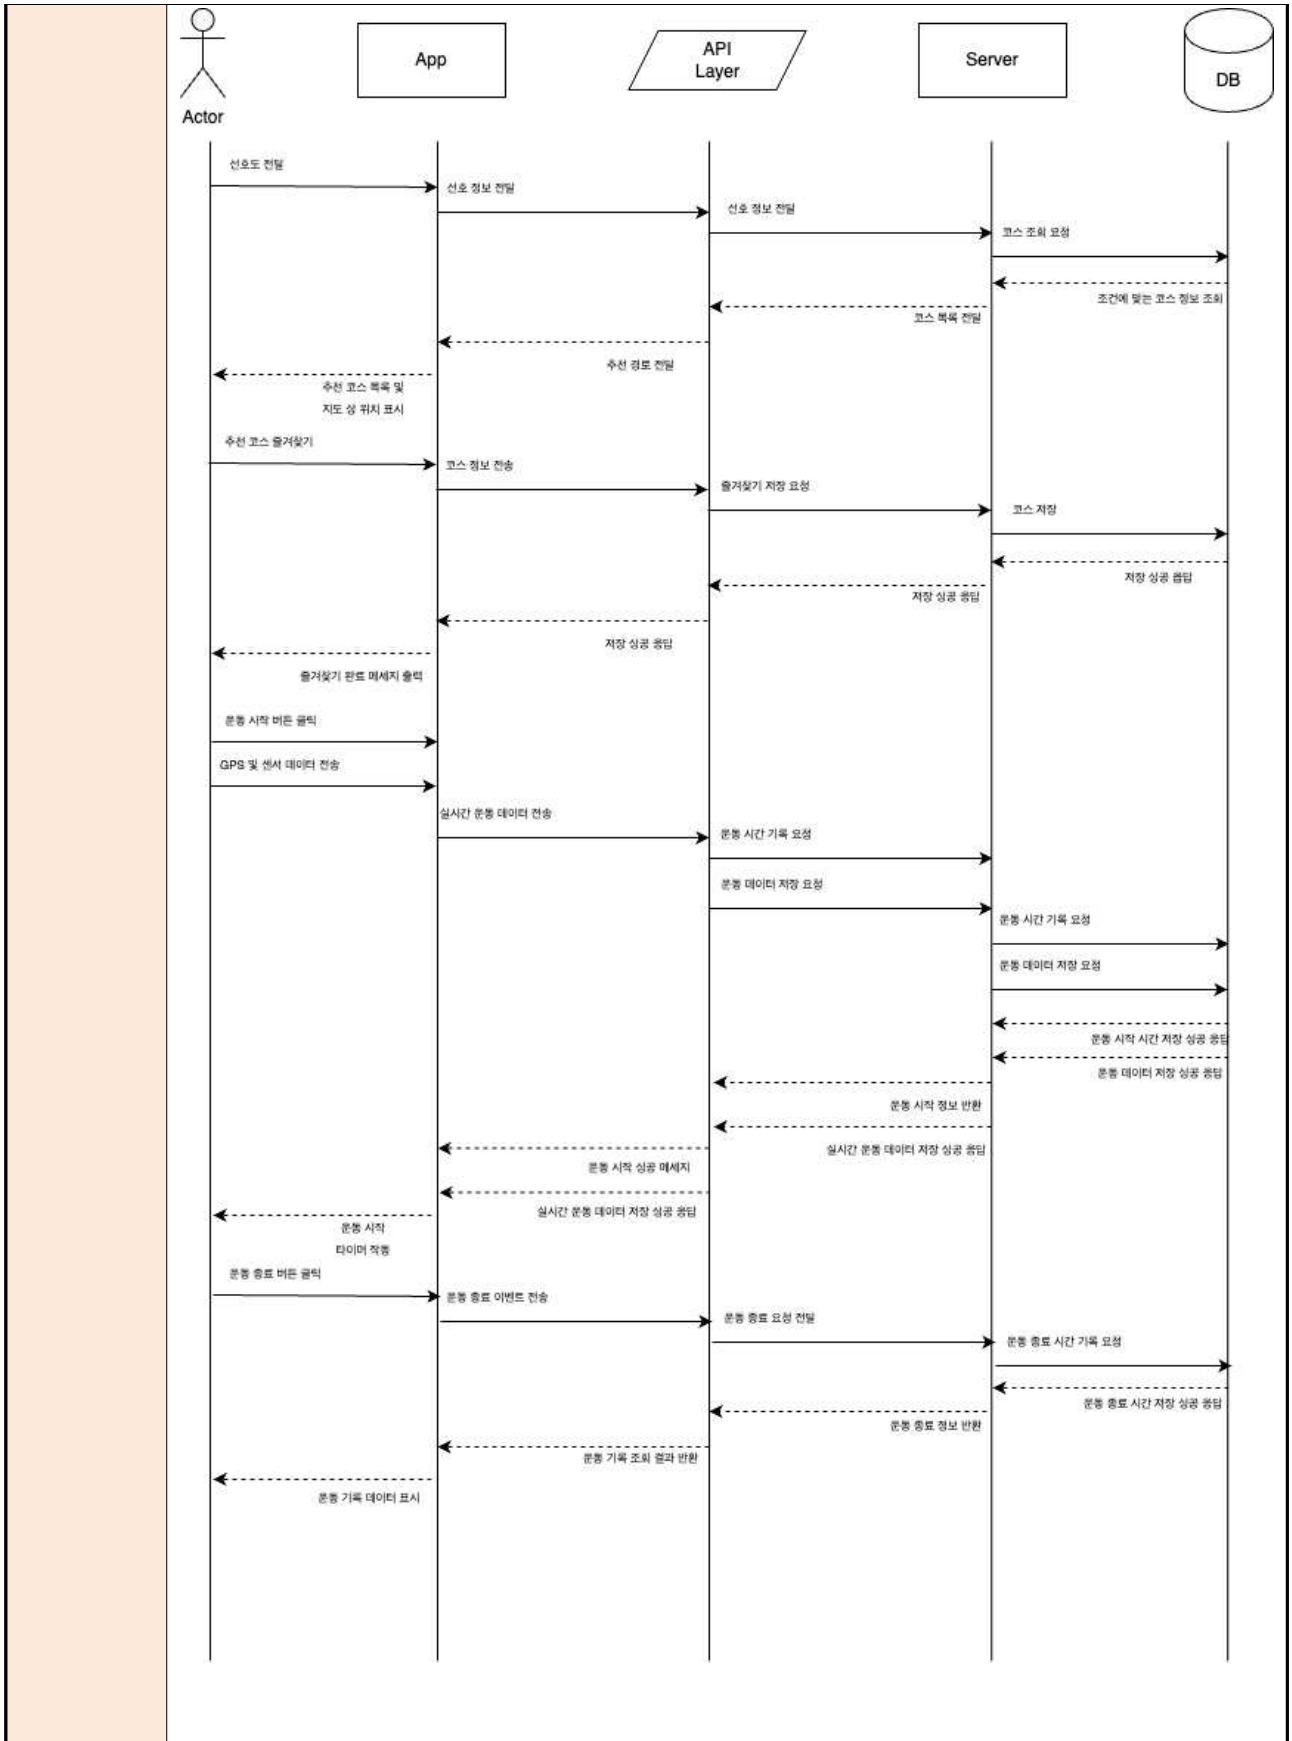 Actor
App
API
Layer
Server
DB
선호도 전달
선호 정보 전달
선호 정보 전달
코스 조회 요청
조건에 맞는 코스 정보 조회
코스 목록 전달
추천 경로 전달
추천 코스 목록 및
지도 상 위치 표시
추천 코스 즐겨찾기
코스 정보 전송
즐겨찾기 저장 요청
코스 저장
저장 성공 응답
저장 성공 응답
저장 성공 응답
즐겨찾기 완료 메세지 출력
운동 시작 버튼 클릭
GPS 및 센서 데이터 전송
실시간 운동 데이터 전송
운동 시간 기록 요청
운동 데이터 저장 요청
운동 시간 기록 요청
운동 데이터 저장 요청
운동 시작 시간 저장 성공 응답
운동 데이터 저장 성공 응답
운동 시작 정보 반환
실시간 운동 데이터 저장 성공 응답
운동 시작 성공 메세지
실시간 운동 데이터 저장 성공 응답
운동 시작
타이머 작동
운동 종료 버튼 클릭
운동 종료 이벤트 전송
운동 종료 요청 전달
운동 종료 시간 기록 요청
운동 종료 시간 저장 성공 응답
운동 종료 정보 반환
운동 기록 조회 결과 반환
운동 기록 데이터 표시